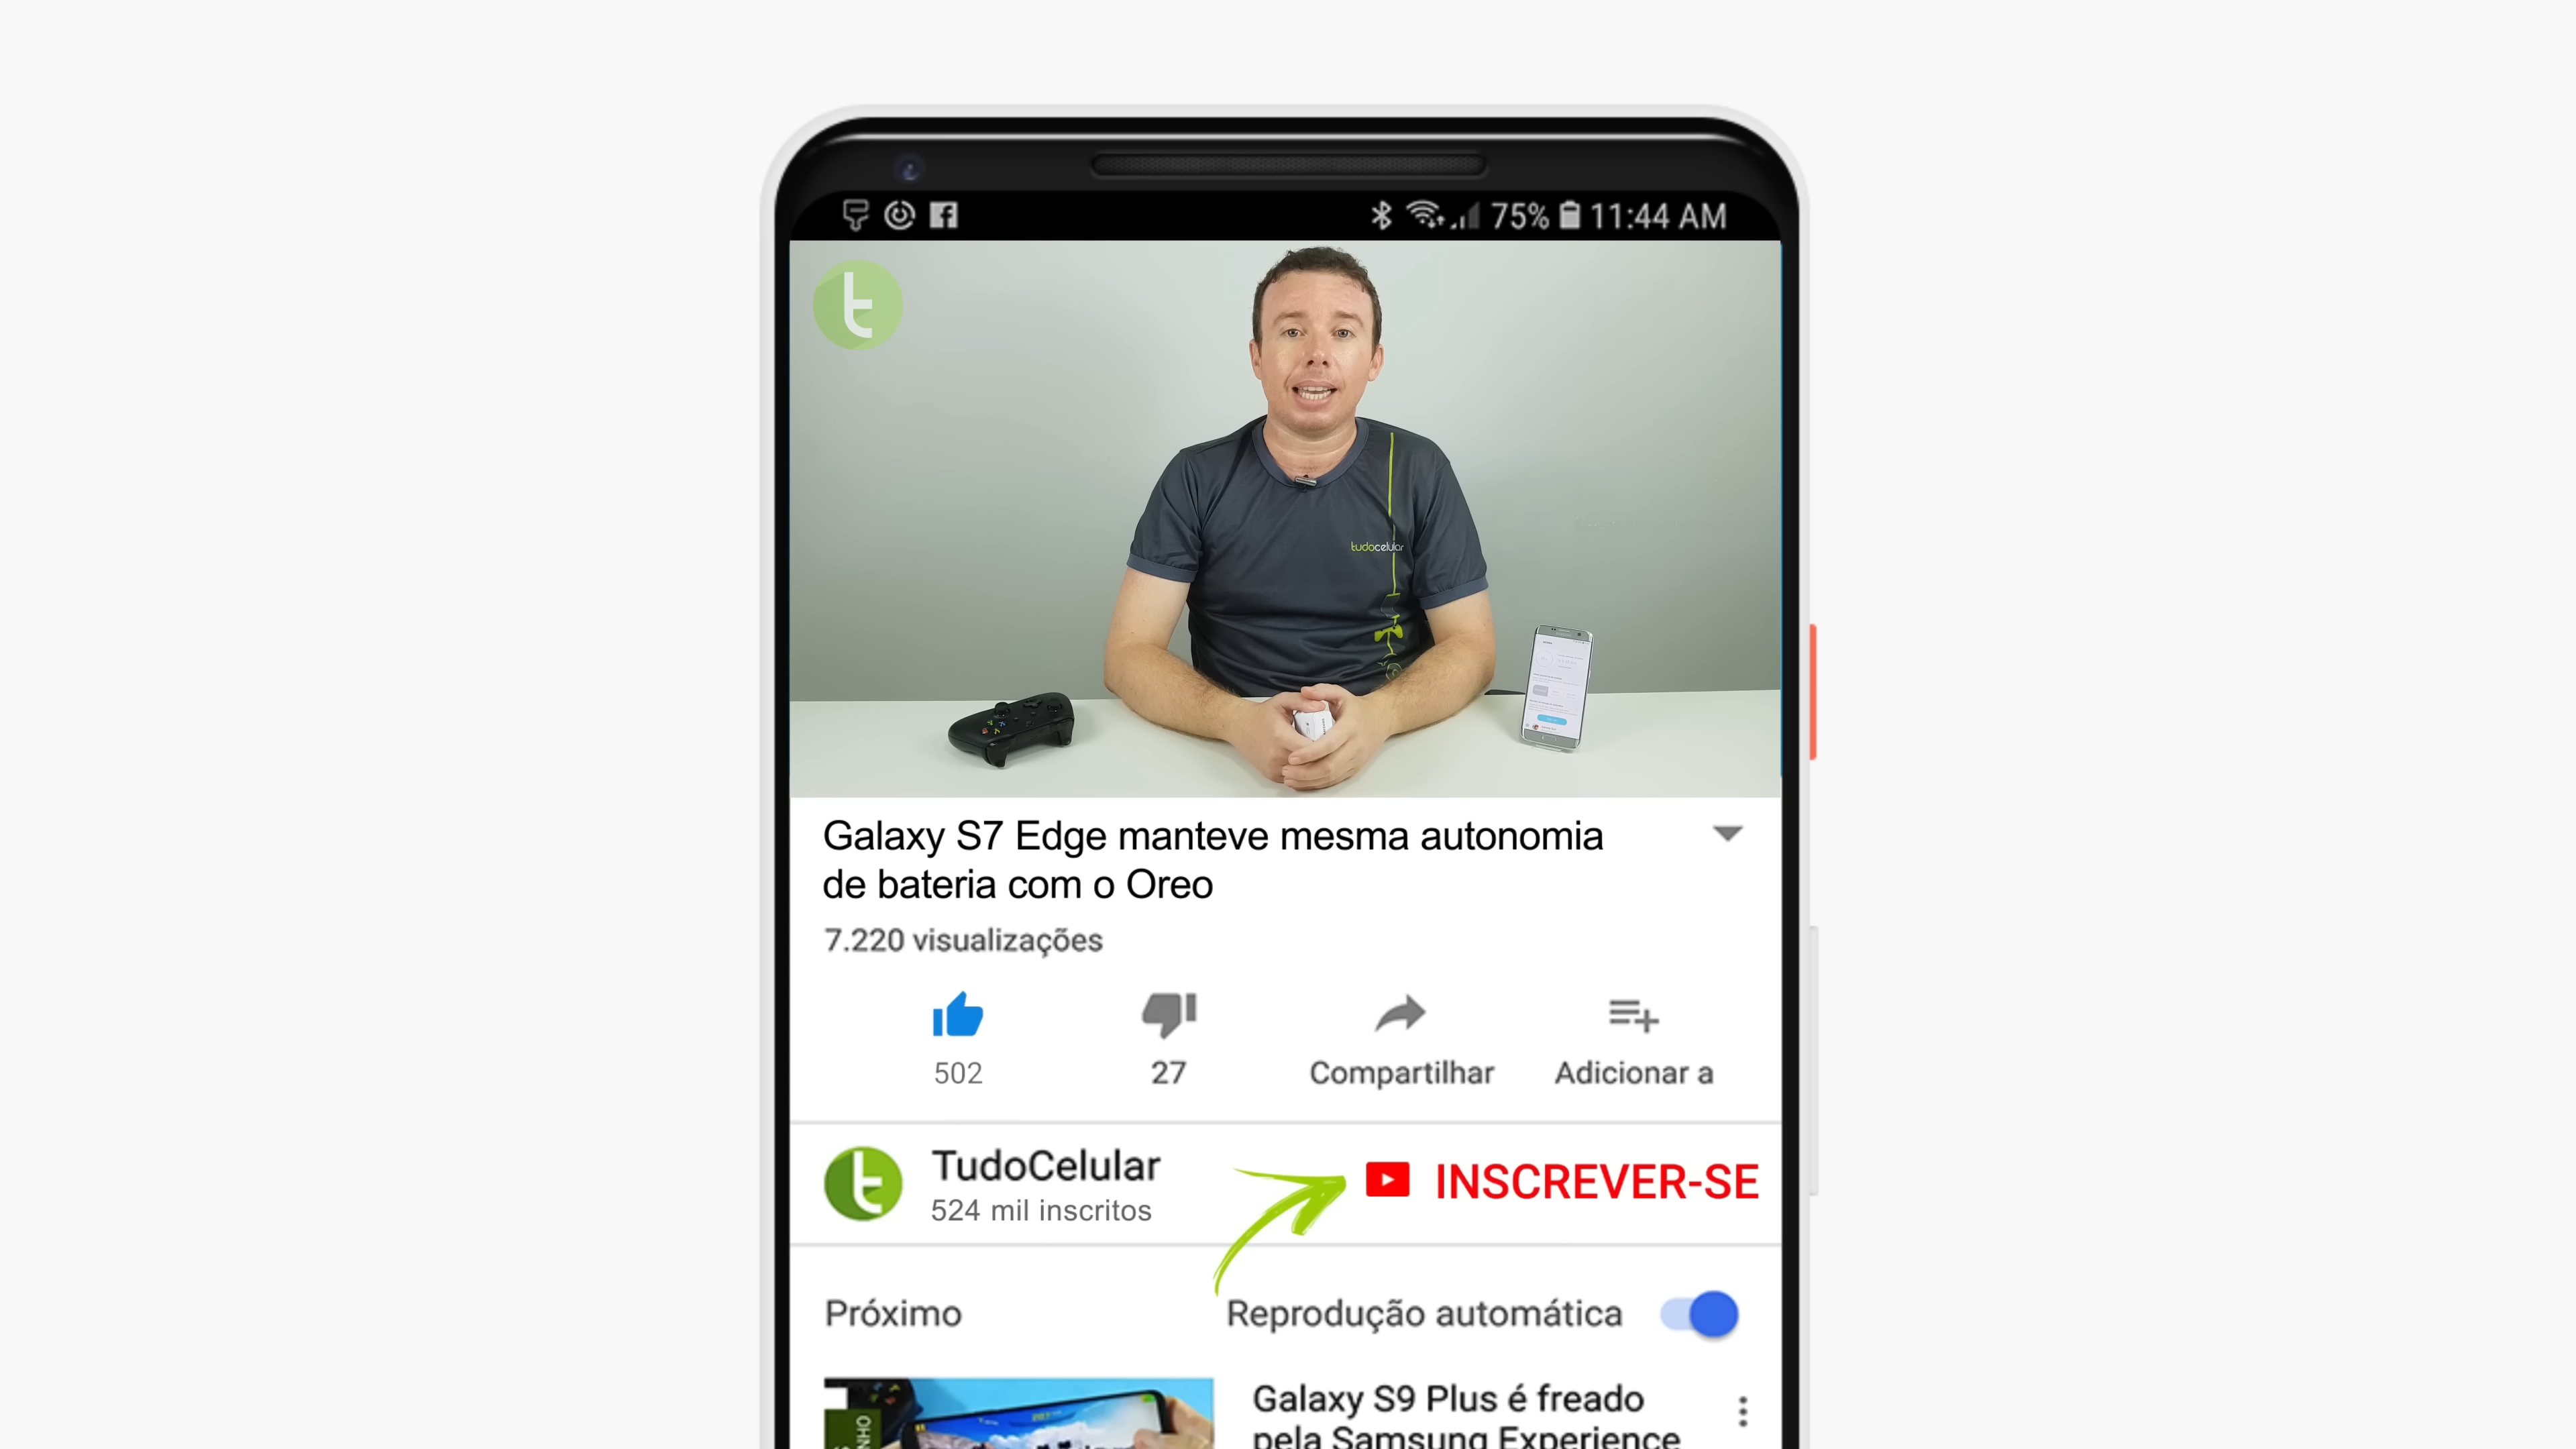 75% 11:44 AM
tudocelular
Galaxy S7 Edge manteve mesma autonomia
de bateria com o Oreo
7.220 visualizações
502
27
Compartilhar
Adicionar a
TudoCelular
524 mil inscritos
INSCREVER-SE
Próximo
Reprodução automática
Galaxy S9 Plus é freado
pela Samsung Experience